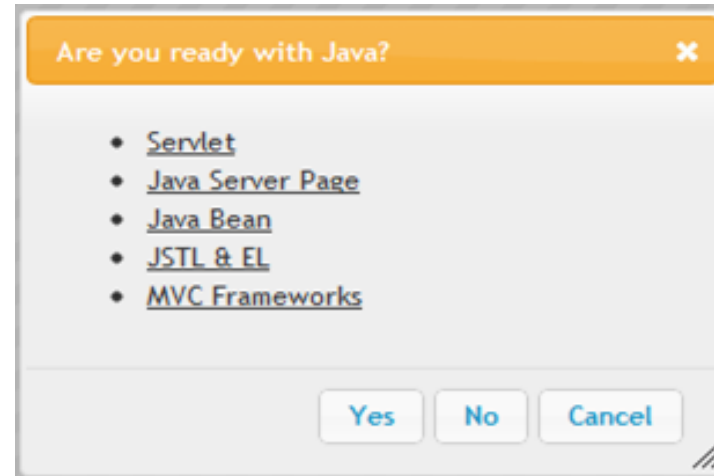 Are you ready with Java?
Servlet
Java Server Page
Java Bean
JSTL & EL
MVC Frameworks
Yes No Cancel